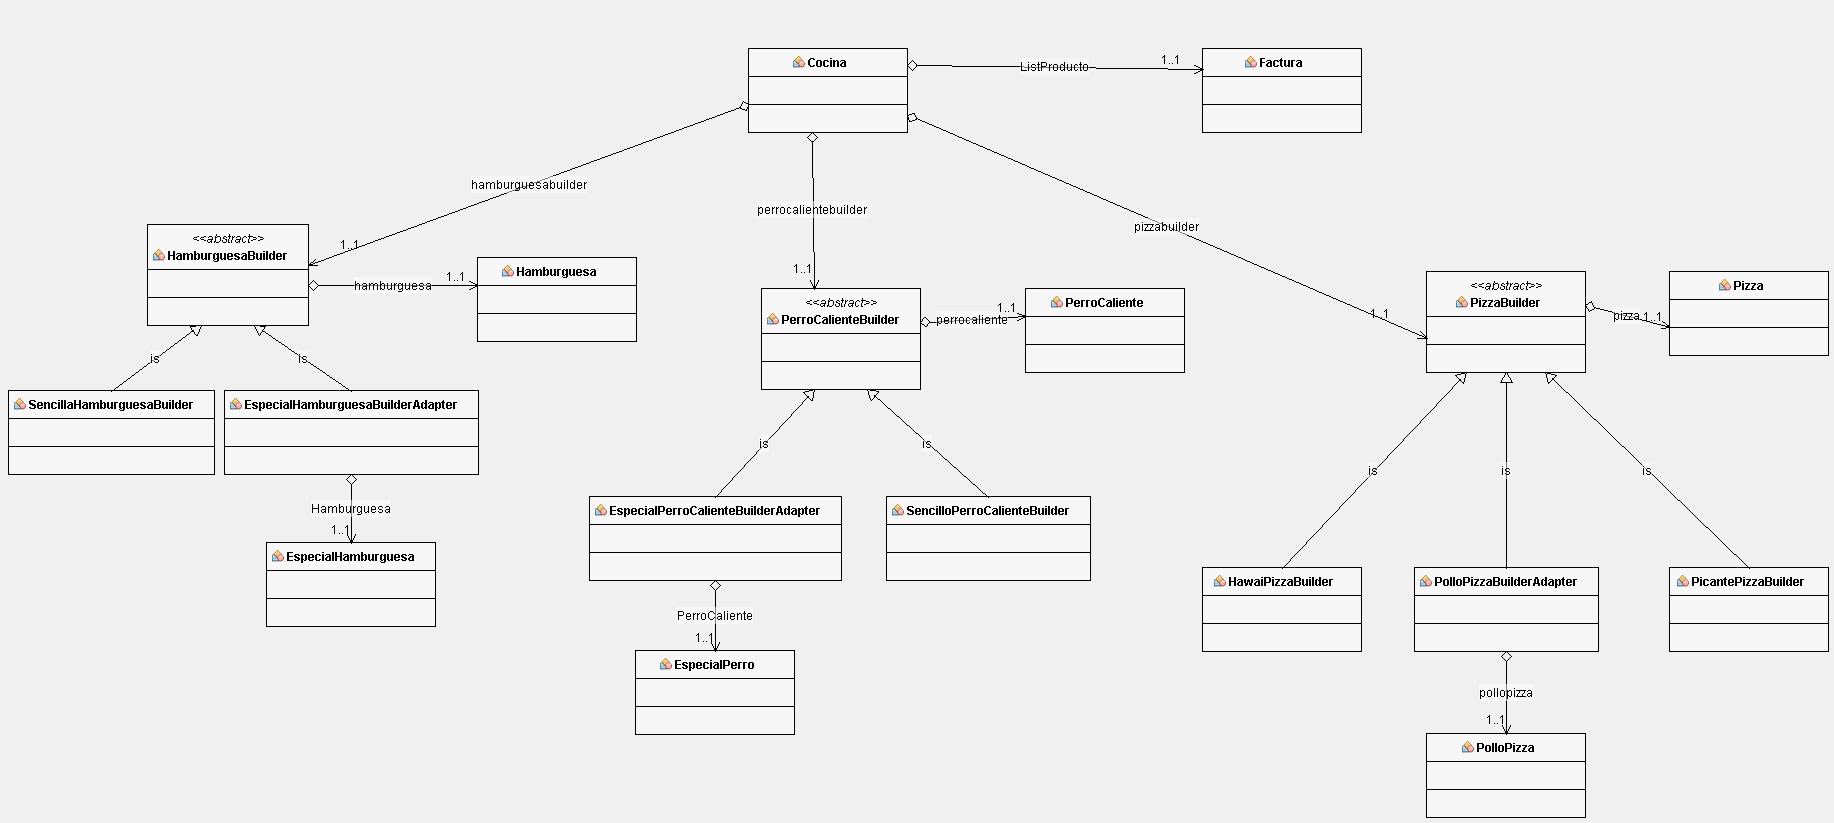 Cocina
ListProducto
1..1
Factura
hamburguesabuilder
1..1
perrocalientebuilder
1..1
pizzabuilder
1..1
<<abstract>>
HamburguesaBuilder
hamburguesa
1..1
Hamburguesa
<<abstract>>
PerroCalienteBuilder
perrocaliente
1..1
PerroCaliente
<<abstract>>
PizzaBuilder
pizza
1..1
Pizza
is
is
SencillaHamburguesaBuilder
EspecialHamburguesaBuilderAdapter
Hamburguesa
1..1
EspecialHamburguesa
is
is
EspecialPerroCalienteBuilderAdapter
SencilloPerroCalienteBuilder
PerroCaliente
1..1
EspecialPerro
is
is
is
HawaiPizzaBuilder
PolloPizzaBuilderAdapter
PicantePizzaBuilder
pollopizza
1..1
PolloPizza